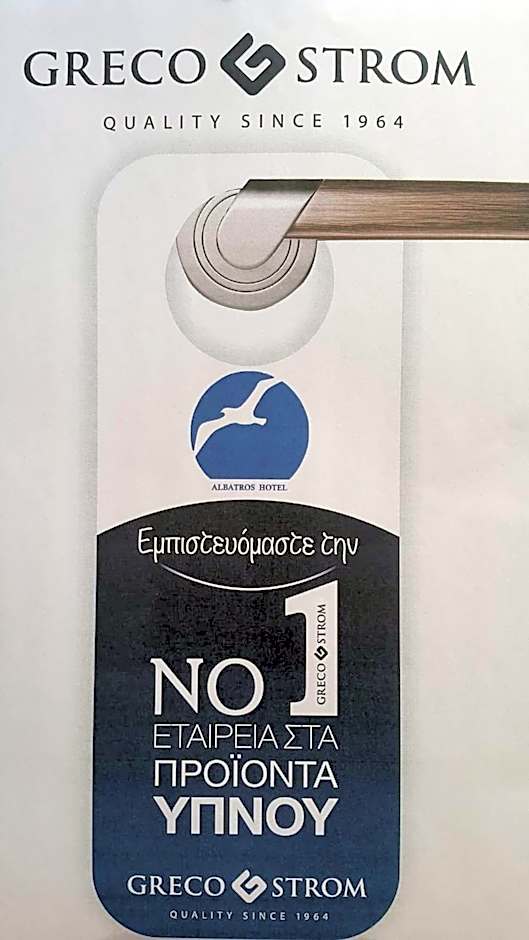 GRECO STROM
QUALITY SINCE 1964
ALBATROS HOTEL
Εμπιστευόμαστε την
NO 1
GRECO STROM
ΕΤΑΙΡΕΙΑ ΣΤΑ
ΠΡΟΪΟΝΤΑ
ΥΠΝΟΥ
GRECO STROM
QUALITY SINCE 1964